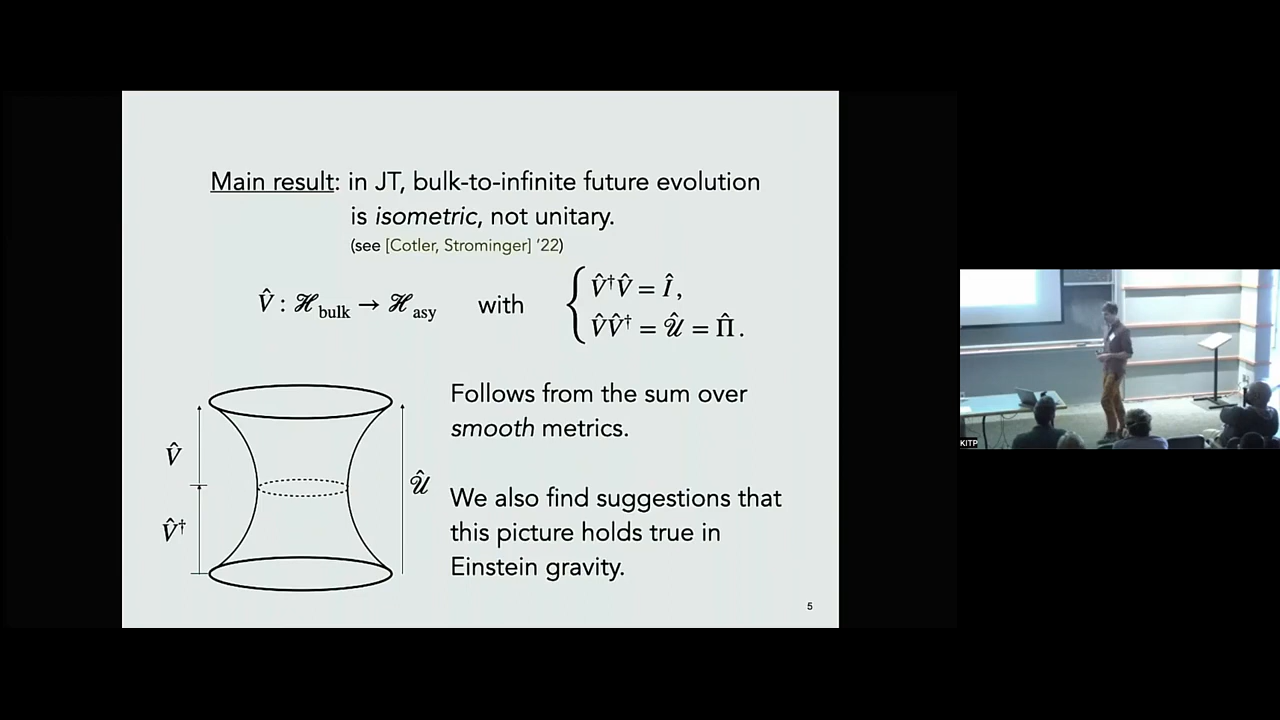 Main result: in JT, bulk-to-infinite future evolution
is isometric, not unitary.
(see [Cotler, Strominger] '22)
V̂ : ℋ_bulk → ℋ_asy with { V̂†V̂ = Î,
V̂V̂† = 𝒰̂ = Π̂.
Follows from the sum over
smooth metrics.
V̂
𝒰̂
We also find suggestions that
V̂†
this picture holds true in
Einstein gravity.
5
KITP